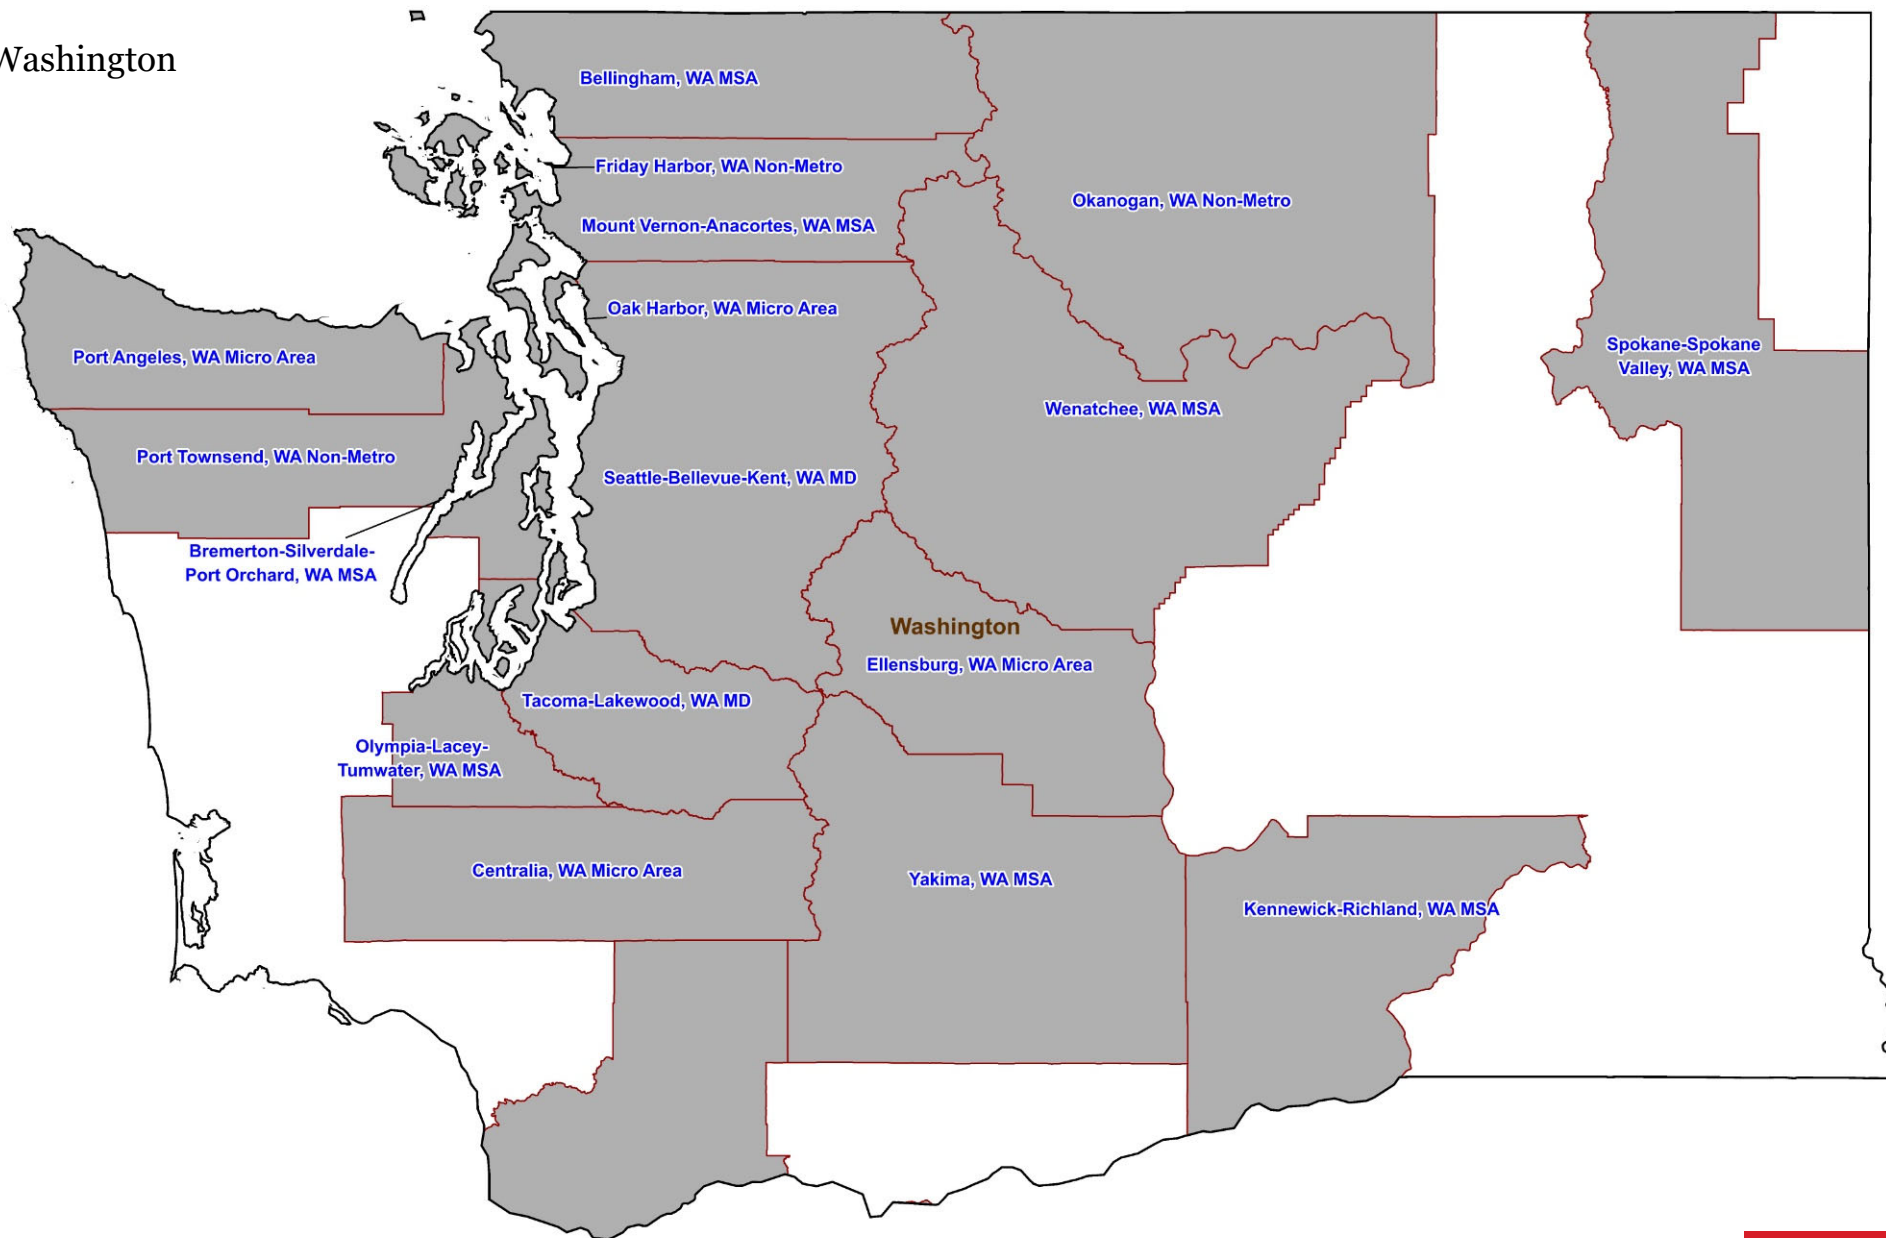 Washington
Bellingham, WA MSA
Friday Harbor, WA Non-Metro
Okanogan, WA Non-Metro
Mount Vernon-Anacortes, WA MSA
Oak Harbor, WA Micro Area
Port Angeles, WA Micro Area
Spokane-Spokane
Valley, WA MSA
Wenatchee, WA MSA
Port Townsend, WA Non-Metro
Seattle-Bellevue-Kent, WA MD
Bremerton-Silverdale-
Port Orchard, WA MSA
Washington
Ellensburg, WA Micro Area
Tacoma-Lakewood, WA MD
Olympia-Lacey-
Tumwater, WA MSA
Centralia, WA Micro Area
Yakima, WA MSA
Kennewick-Richland, WA MSA